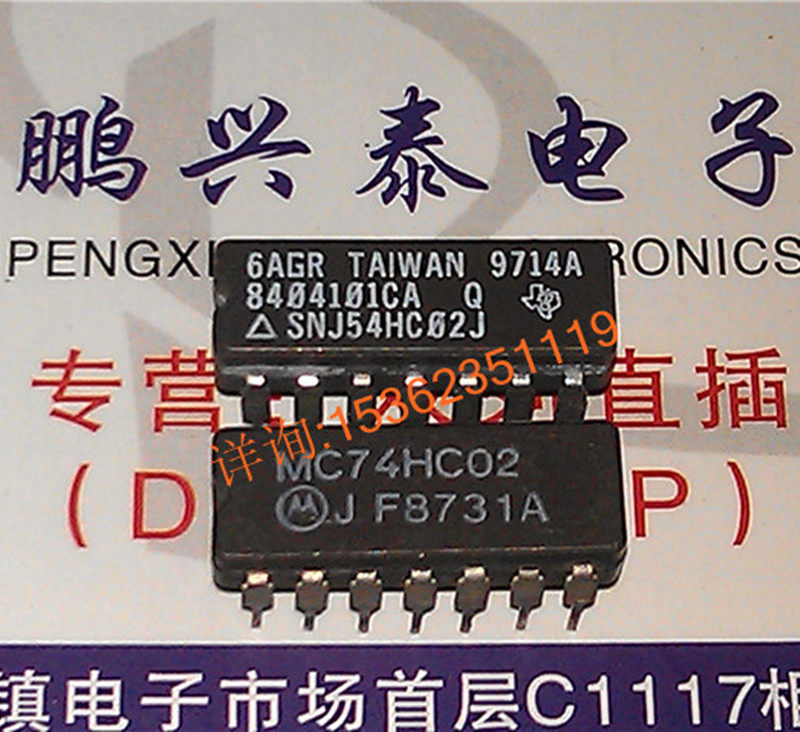 鹏兴泰电子
PENGXI RONICS
6AGR TAIWAN 9714A
8404101CA Q
△ SNJ54HC02J
专营 直插
详询:15362351119
MC74HC02
J F8731A
(D P)
镇电子市场首层C1117相